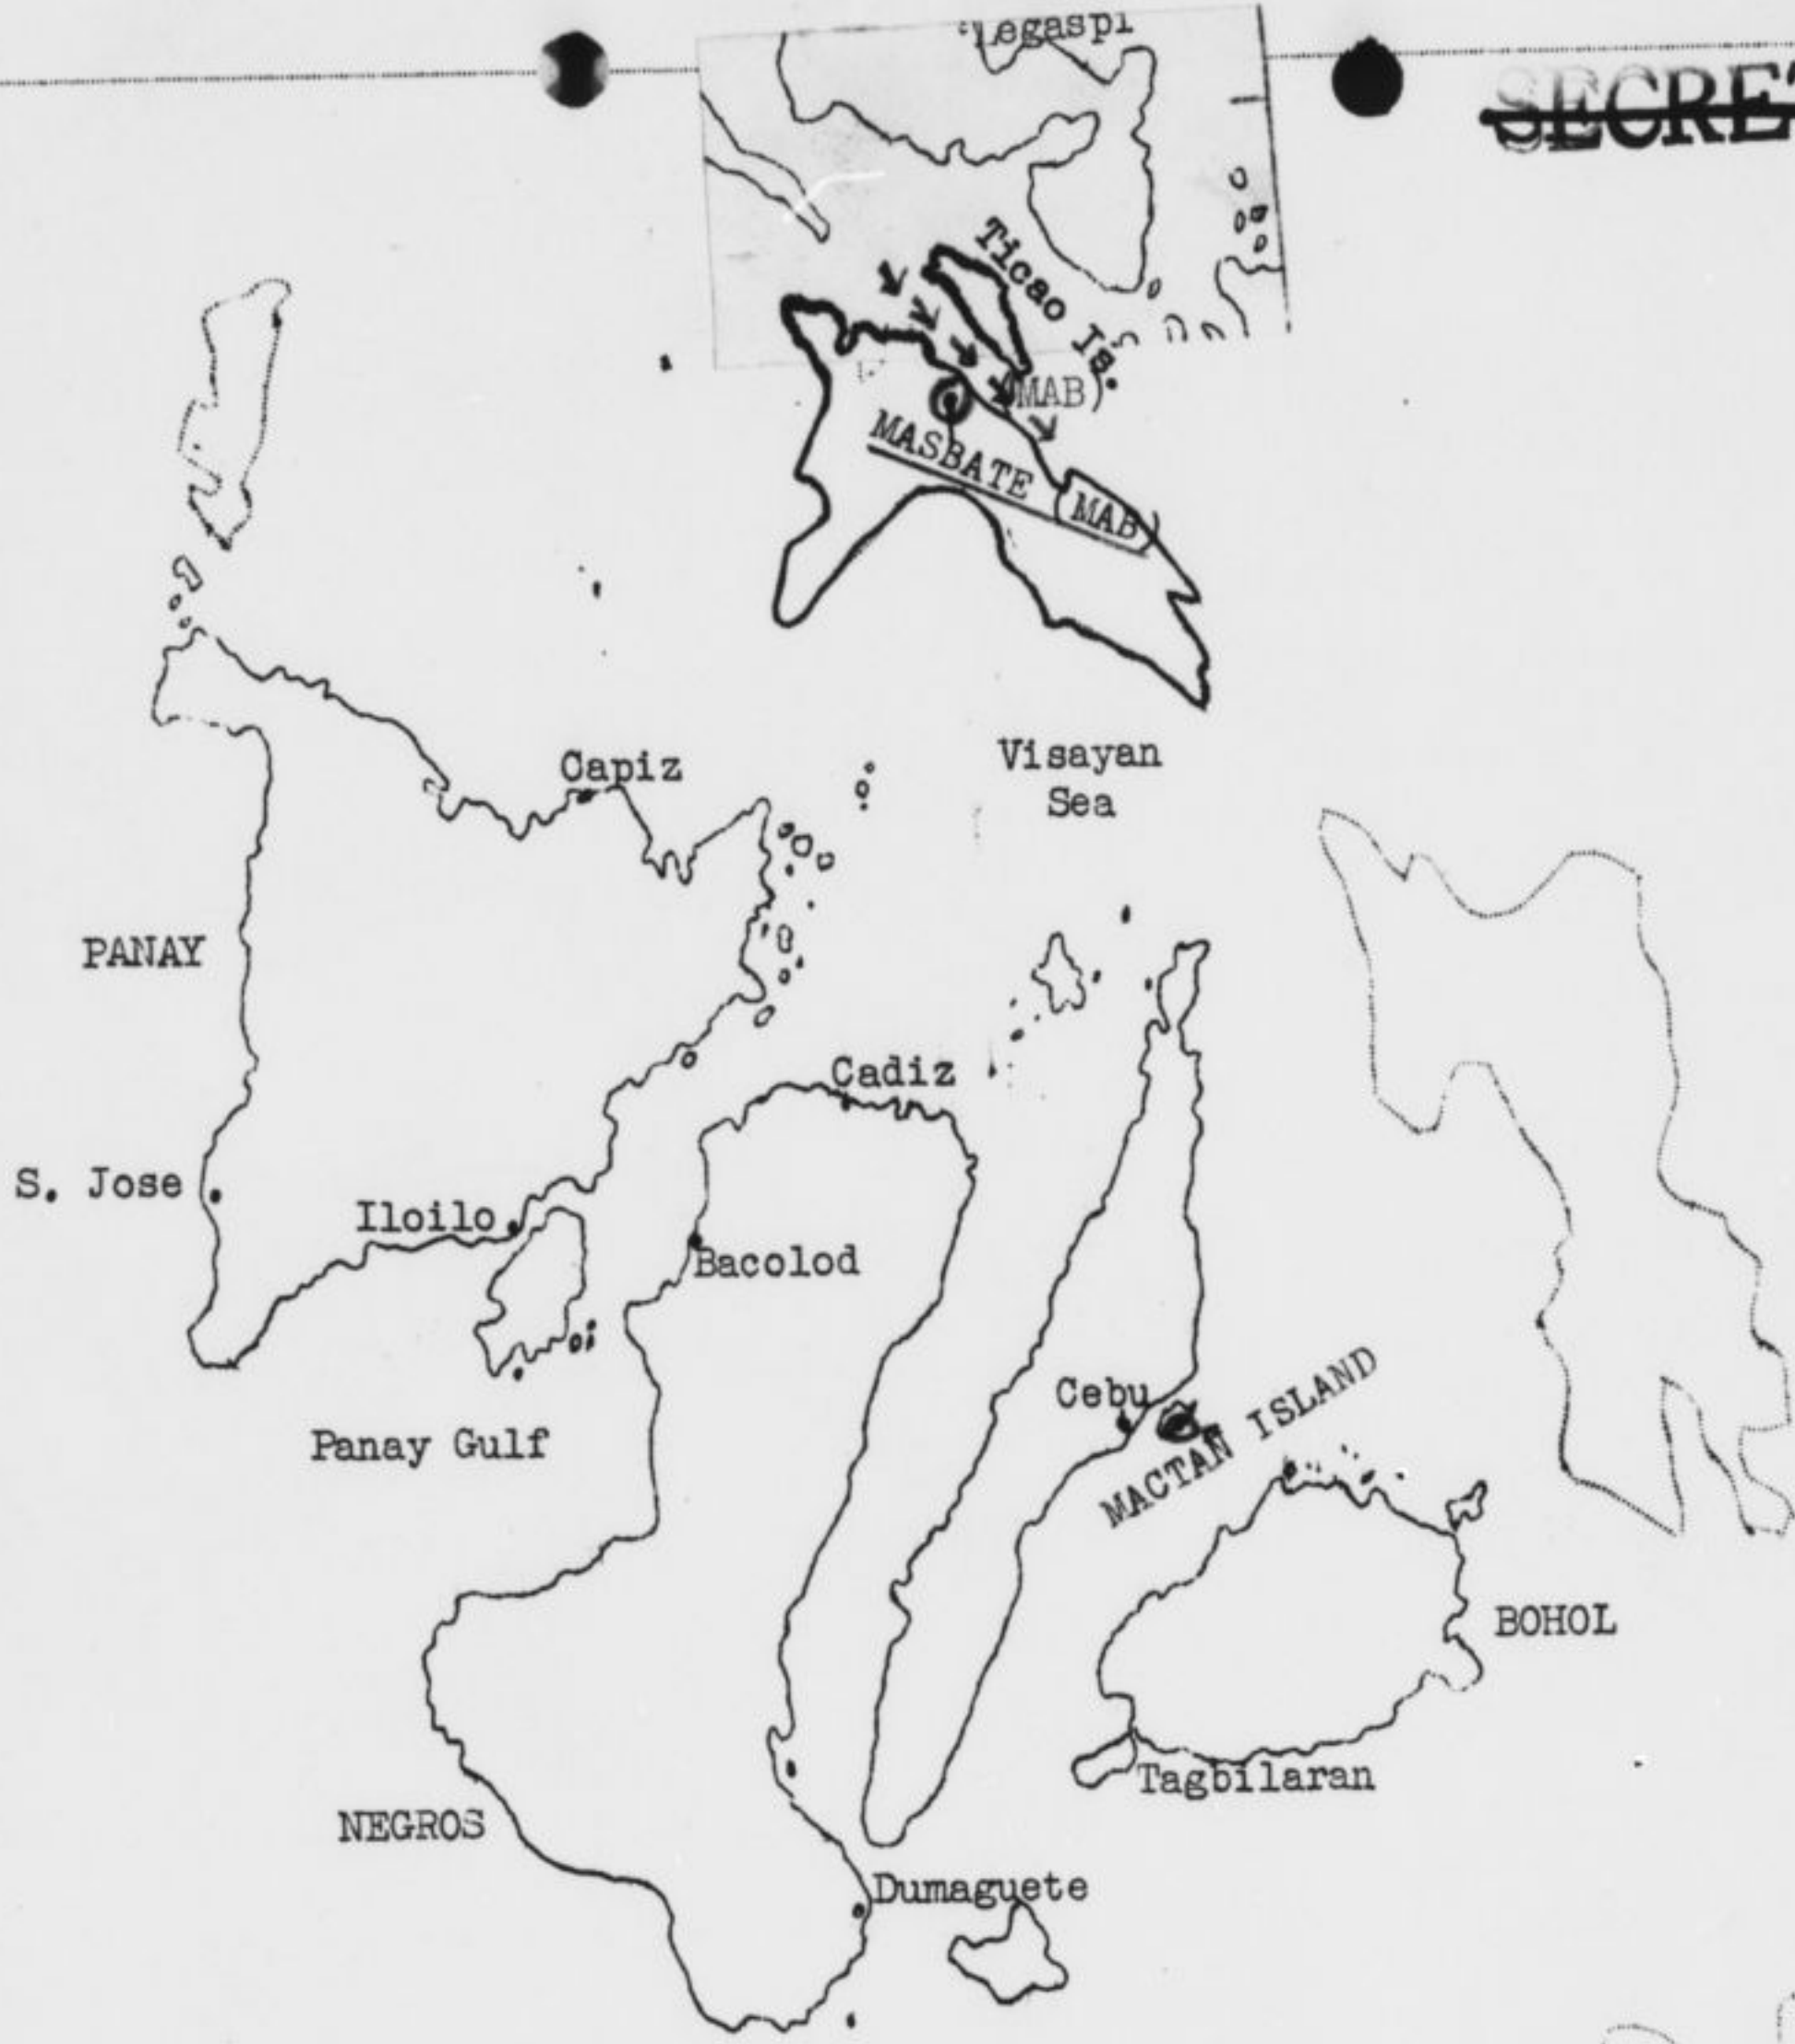 Legaspi
SECRET
Ticao Is.
(MAB)
MASBATE (MAB)
Visayan
Sea
Capiz
PANAY
Cadiz
S. Jose
Iloilo
Bacolod
Cebu
MACTAN ISLAND
Panay Gulf
BOHOL
Tagbilaran
NEGROS
Dumaguete